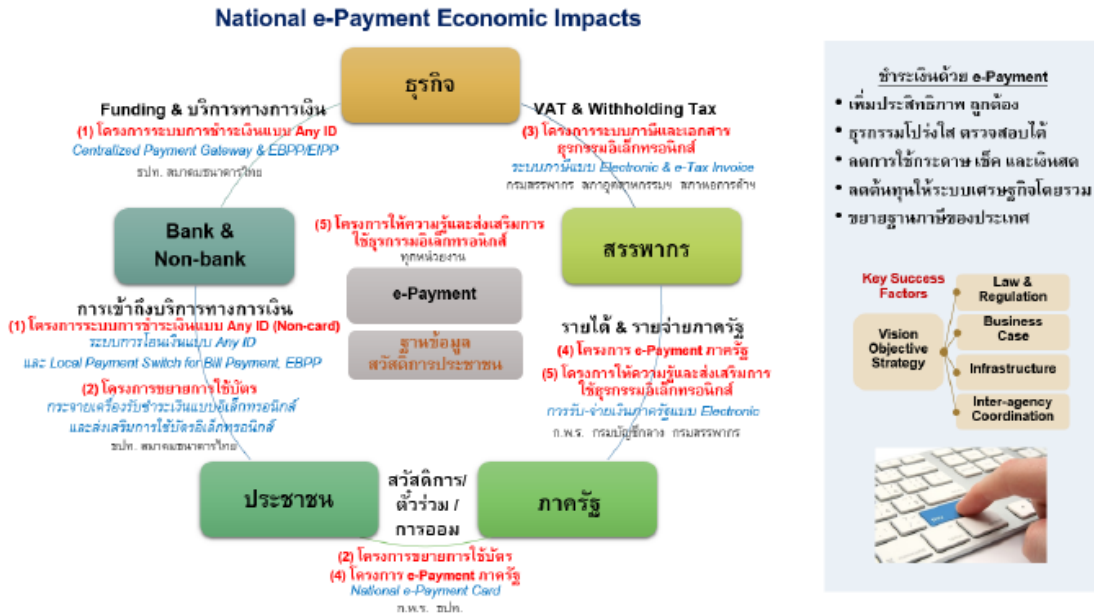 National e-Payment Economic Impacts
ธุรกิจ
Funding & บริการทางการเงิน
(1) โครงการระบบการชำระเงินแบบ Any ID
Centralized Payment Gateway & EBPP/EIPP
ธปท. สมาคมธนาคารไทย
VAT & Withholding Tax
(3) โครงการระบบภาษีและเอกสาร
ธุรกรรมอิเล็กทรอนิกส์
ระบบภาษีแบบ Electronic & e-Tax Invoice
กรมสรรพากร สภาอุตสาหกรรมฯ สภาหอการค้าฯ
Bank &
Non-bank
(5) โครงการให้ความรู้และส่งเสริมการ
ใช้ธุรกรรมอิเล็กทรอนิกส์
ทุกหน่วยงาน
e-Payment
ฐานข้อมูล
สวัสดิการประชาชน
สรรพากร
การเข้าถึงบริการทางการเงิน
(1) โครงการระบบการชำระเงินแบบ Any ID (Non-card)
ระบบการโอนเงินแบบ Any ID
และ Local Payment Switch for Bill Payment, EBPP
(2) โครงการขยายการใช้บัตร
กระจายเครื่องรับชำระเงินแบบอิเล็กทรอนิกส์
และส่งเสริมการใช้บัตรอิเล็กทรอนิกส์
ธปท. สมาคมธนาคารไทย
รายได้ & รายจ่ายภาครัฐ
(4) โครงการ e-Payment ภาครัฐ
(5) โครงการให้ความรู้และส่งเสริมการ
ใช้ธุรกรรมอิเล็กทรอนิกส์
การรับ-จ่ายเงินภาครัฐแบบ Electronic
ก.พ.ร. กรมบัญชีกลาง กรมสรรพากร
ประชาชน
สวัสดิการ/
ตั๋วร่วม /
การออม
ภาครัฐ
(2) โครงการขยายการใช้บัตร
(4) โครงการ e-Payment ภาครัฐ
National e-Payment Card
ก.พ.ร. ธปท.
ชำระเงินด้วย e-Payment
• เพิ่มประสิทธิภาพ ถูกต้อง
• ธุรกรรมโปร่งใส ตรวจสอบได้
• ลดการใช้กระดาษ เช็ค และเงินสด
• ลดต้นทุนให้ระบบเศรษฐกิจโดยรวม
• ขยายฐานภาษีของประเทศ
Key Success
Factors
Vision
Objective
Strategy
Law &
Regulation
Business
Case
Infrastructure
Inter-agency
Coordination